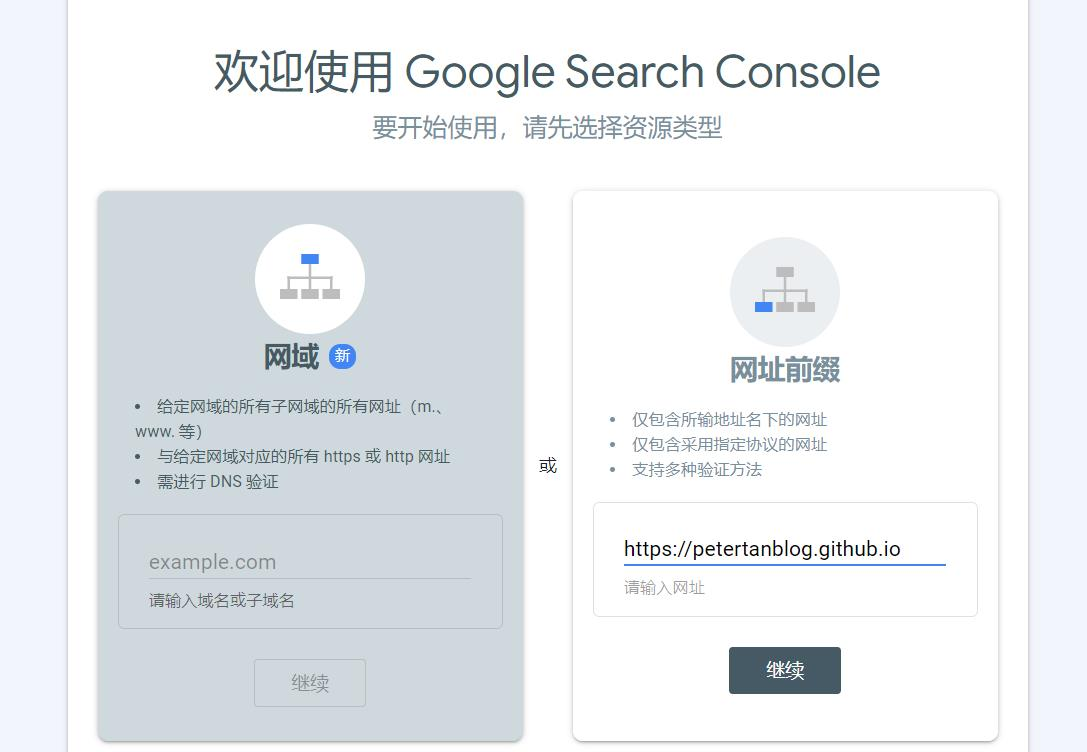 欢迎使用 Google Search Console
要开始使用，请先选择资源类型
网域 新
• 给定网域的所有子网域的所有网址（m.、
www. 等）
• 与给定网域对应的所有 https 或 http 网址
• 需进行 DNS 验证
example.com
请输入域名或子域名
继续
或
网址前缀
• 仅包含所输地址名下的网址
• 仅包含采用指定协议的网址
• 支持多种验证方法
https://petertanblog.github.io
请输入网址
继续